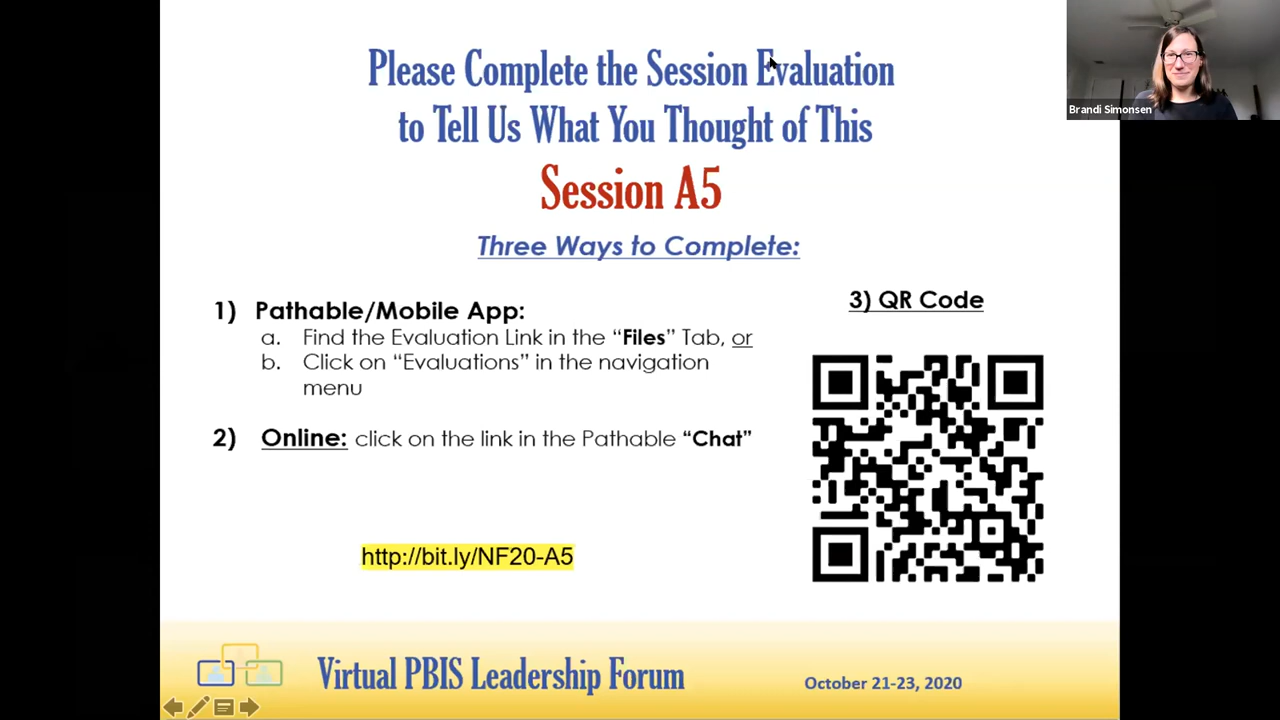 Please Complete the Session Evaluation
to Tell Us What You Thought of This
Session A5
Three Ways to Complete:
1) Pathable/Mobile App:
a. Find the Evaluation Link in the “Files” Tab, or
b. Click on “Evaluations” in the navigation
menu
2) Online: click on the link in the Pathable “Chat”
http://bit.ly/NF20-A5
3) QR Code
Virtual PBIS Leadership Forum
October 21-23, 2020
Brandi Simonsen